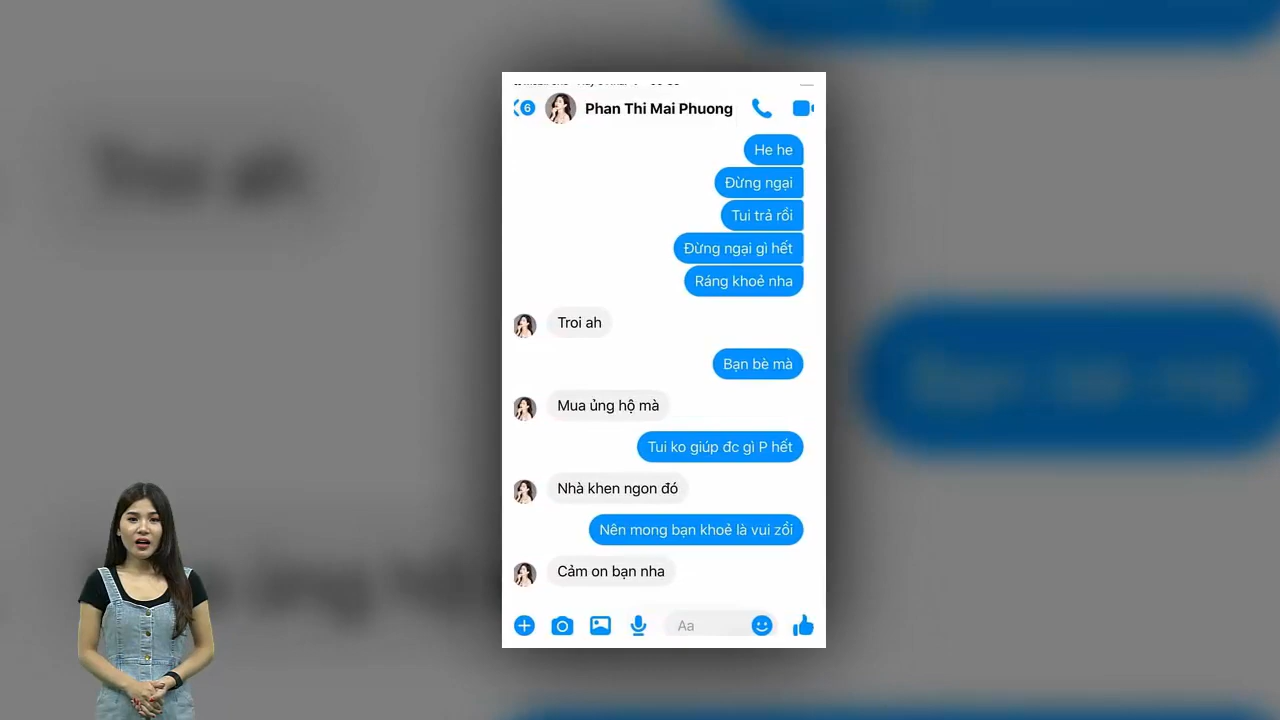 6
Phan Thi Mai Phuong
He he
Đừng ngại
Tui trả rồi
Đừng ngại gì hết
Ráng khoẻ nha
Troi ah
Bạn bè mà
Mua ủng hộ mà
Tui ko giúp đc gì P hết
Nhà khen ngon đó
Nên mong bạn khoẻ là vui zồi
Cảm on bạn nha
Aa